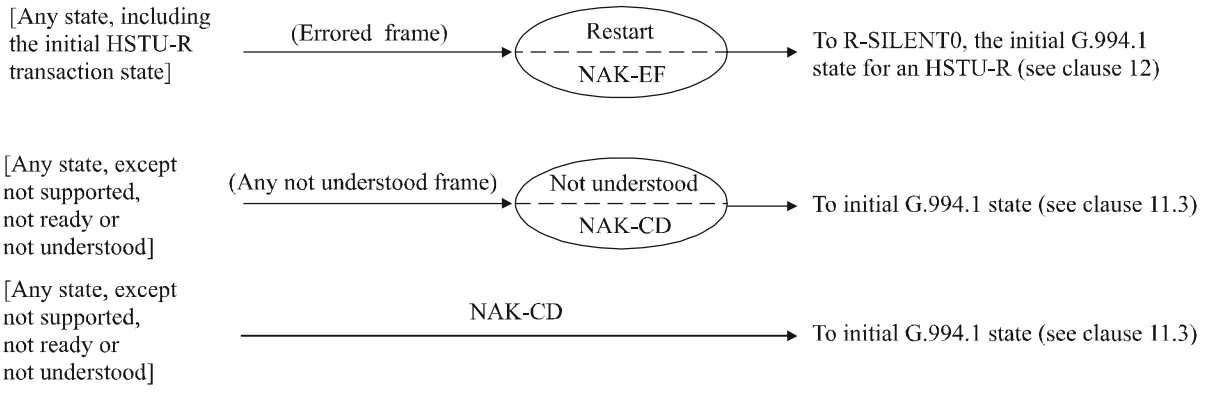 [Any state, including
the initial HSTU-R
transaction state]
(Errored frame)
Restart
NAK-EF
To R-SILENT0, the initial G.994.1
state for an HSTU-R (see clause 12)
[Any state, except
not supported,
not ready or
not understood]
(Any not understood frame)
Not understood
NAK-CD
To initial G.994.1 state (see clause 11.3)
[Any state, except
not supported,
not ready or
not understood]
NAK-CD
To initial G.994.1 state (see clause 11.3)